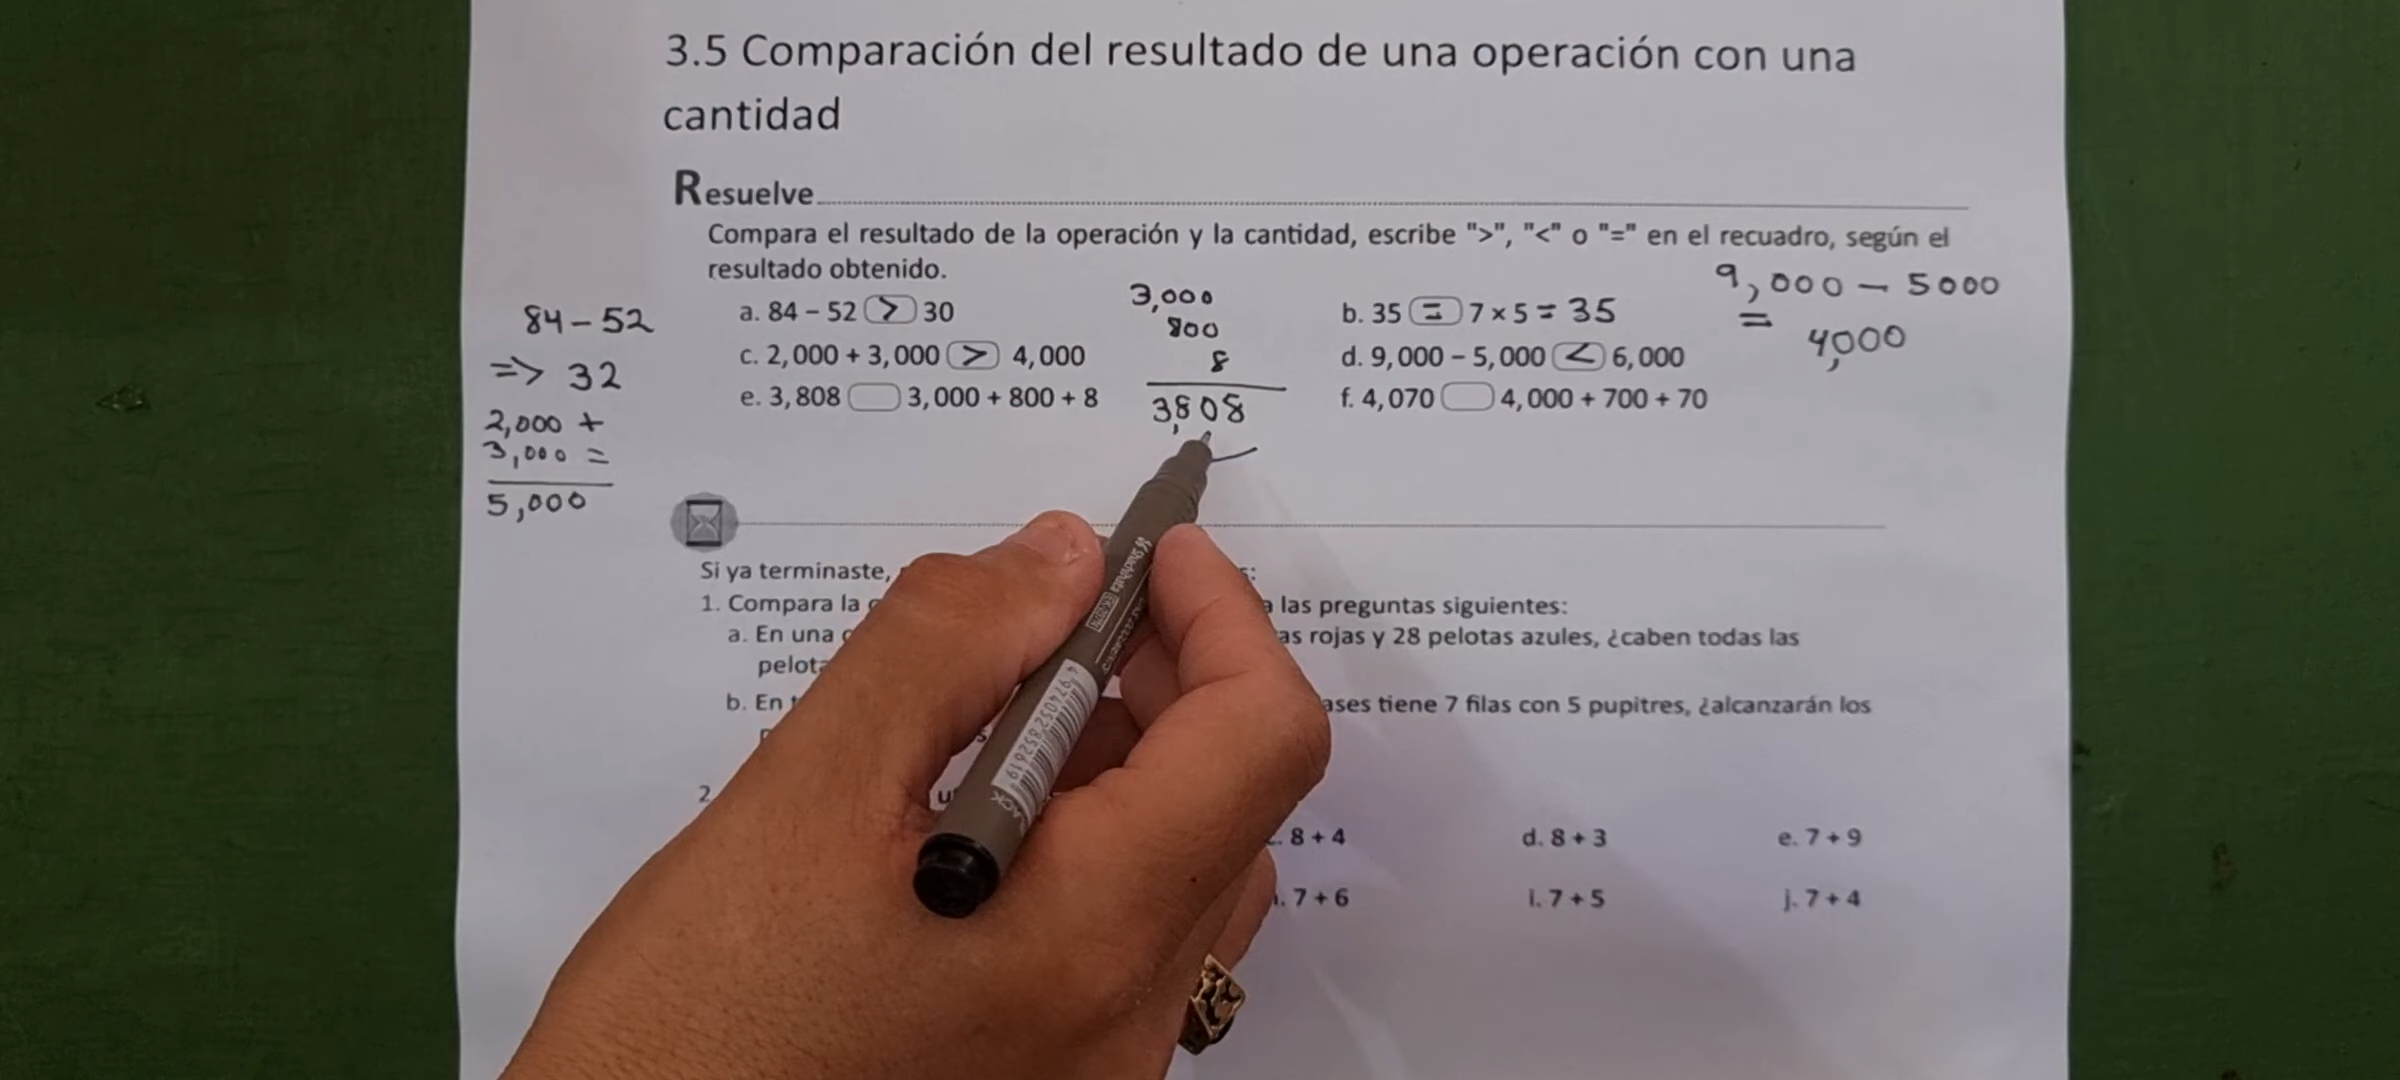 3.5 Comparación del resultado de una operación con una
cantidad
Resuelve
Compara el resultado de la operación y la cantidad, escribe ">", "<" o "=" en el recuadro, según el
resultado obtenido.
a. 84 – 52 > 30
b. 35 = 7 × 5 = 35
c. 2,000 + 3,000 > 4,000
d. 9,000 – 5,000 < 6,000
e. 3,808 3,000 + 800 + 8
f. 4,070 4,000 + 700 + 70
84 – 52
=> 32
2,000 +
3,000 =
5,000
3,000
800
8
3,808
9,000 – 5000
= 4,000
Si ya terminaste,
1. Compara la a las preguntas siguientes:
a. En una as rojas y 28 pelotas azules, ¿caben todas las
pelota
b. En ases tiene 7 filas con 5 pupitres, ¿alcanzarán los
2.
8 + 4
d. 8 + 3
e. 7 + 9
7 + 6
i. 7 + 5
j. 7 + 4